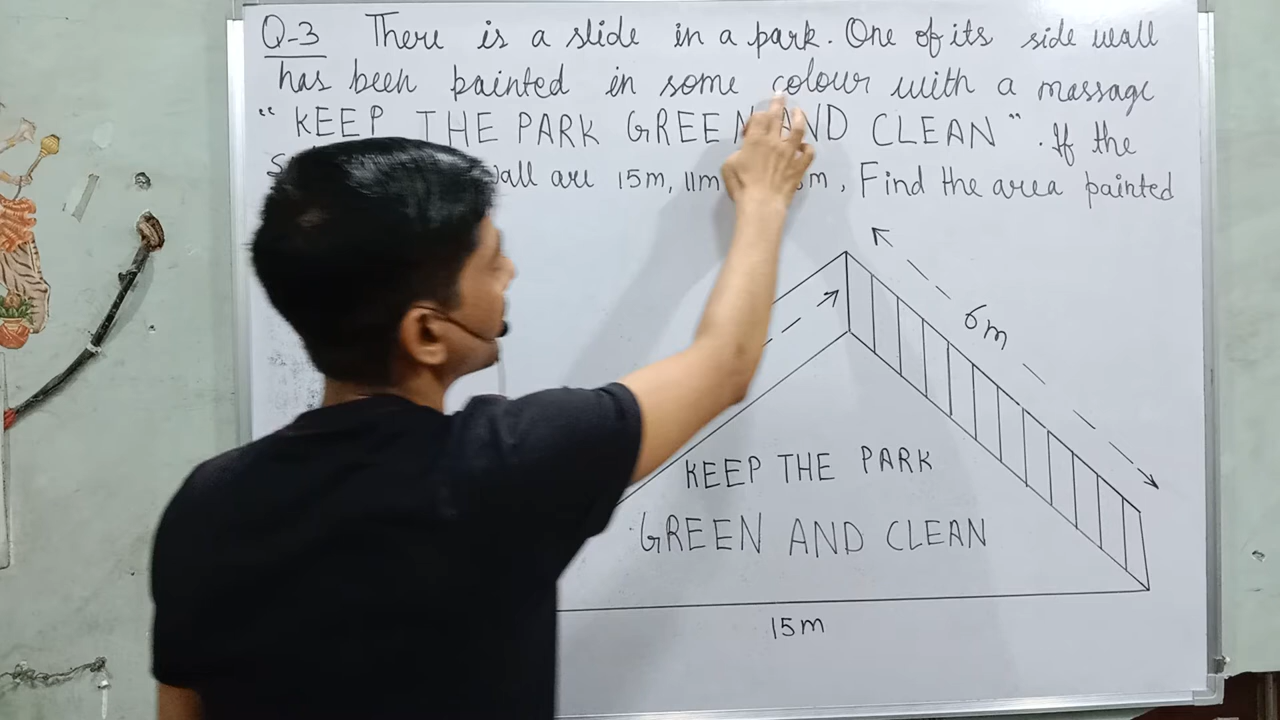 Q-3 There is a slide in a park. One of its side wall
has been painted in some colour with a massage
"KEEP THE PARK GREEN AND CLEAN". If the
are 15m, 11m m, Find the area painted
6m
KEEP THE PARK
GREEN AND CLEAN
15m